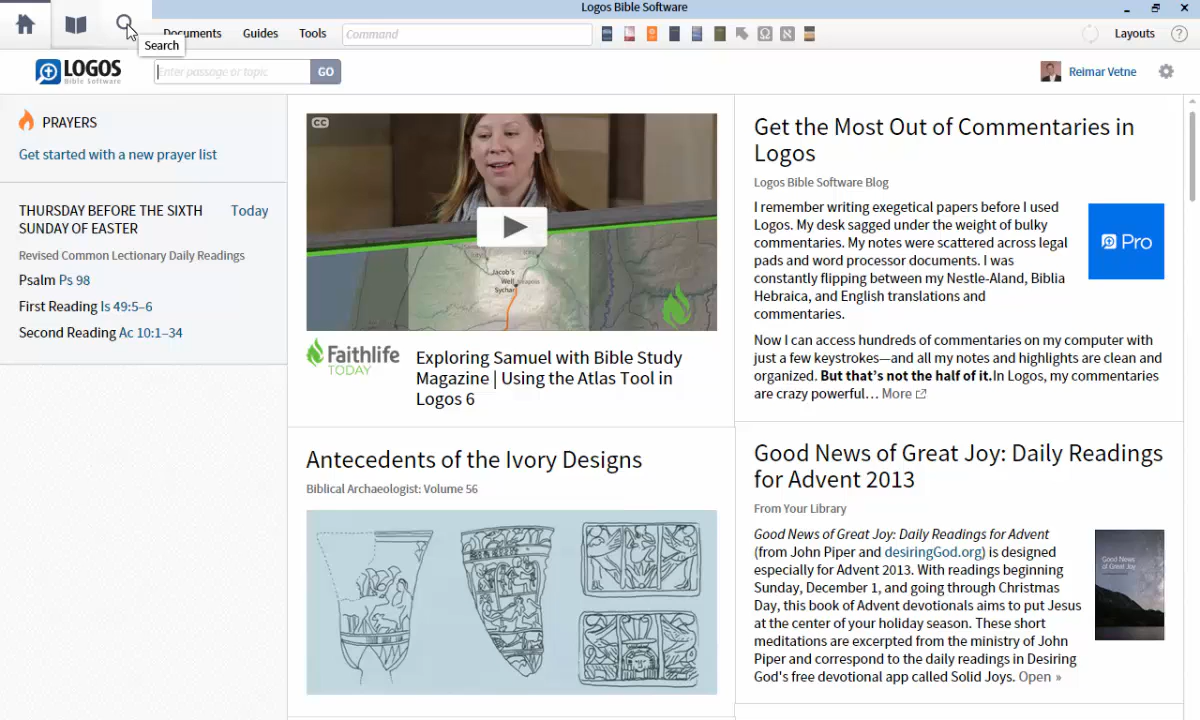 Logos Bible Software
Documents
Guides
Tools
Command
Layouts
Search
LOGOS
Bible Software
Enter passage or topic
GO
Reimar Vetne
PRAYERS
Get started with a new prayer list
THURSDAY BEFORE THE SIXTH
SUNDAY OF EASTER
Today
Revised Common Lectionary Daily Readings
Psalm Ps 98
First Reading Is 49:5–6
Second Reading Ac 10:1–34
CC
Jacob's
Well
Sychar
Faithlife
TODAY
Exploring Samuel with Bible Study
Magazine | Using the Atlas Tool in
Logos 6
Antecedents of the Ivory Designs
Biblical Archaeologist: Volume 56
Get the Most Out of Commentaries in
Logos
Logos Bible Software Blog
I remember writing exegetical papers before I used
Logos. My desk sagged under the weight of bulky
commentaries. My notes were scattered across legal
pads and word processor documents. I was
constantly flipping between my Nestle-Aland, Biblia
Hebraica, and English translations and
commentaries.
Pro
Now I can access hundreds of commentaries on my computer with
just a few keystrokes—and all my notes and highlights are clean and
organized. But that's not the half of it.In Logos, my commentaries
are crazy powerful… More
Good News of Great Joy: Daily Readings
for Advent 2013
From Your Library
Good News of Great Joy: Daily Readings for Advent
(from John Piper and desiringGod.org) is designed
especially for Advent 2013. With readings beginning
Sunday, December 1, and going through Christmas
Day, this book of Advent devotionals aims to put Jesus
at the center of your holiday season. These short
meditations are excerpted from the ministry of John
Piper and correspond to the daily readings in Desiring
God's free devotional app called Solid Joys. Open »
Good News
of Great Joy